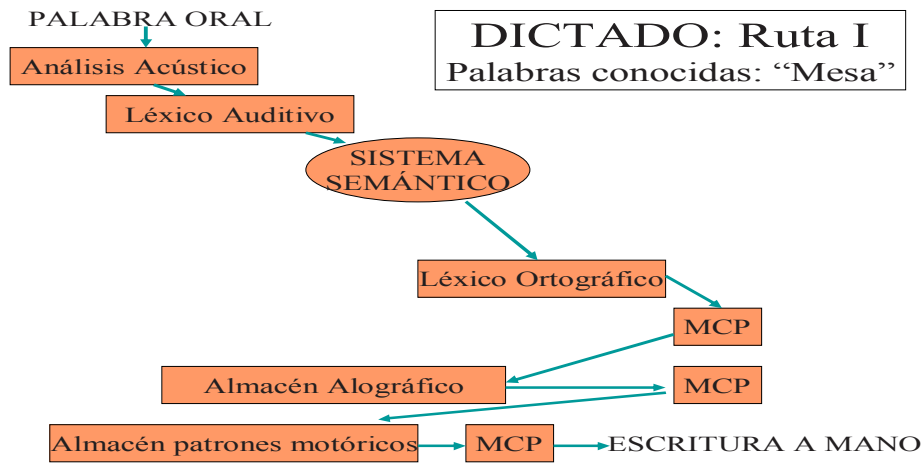 PALABRA ORAL
DICTADO: Ruta I
Palabras conocidas: “Mesa”
Análisis Acústico
Léxico Auditivo
SISTEMA
SEMÁNTICO
Léxico Ortográfico
MCP
Almacén Alográfico
MCP
Almacén patrones motóricos
MCP
ESCRITURA A MANO